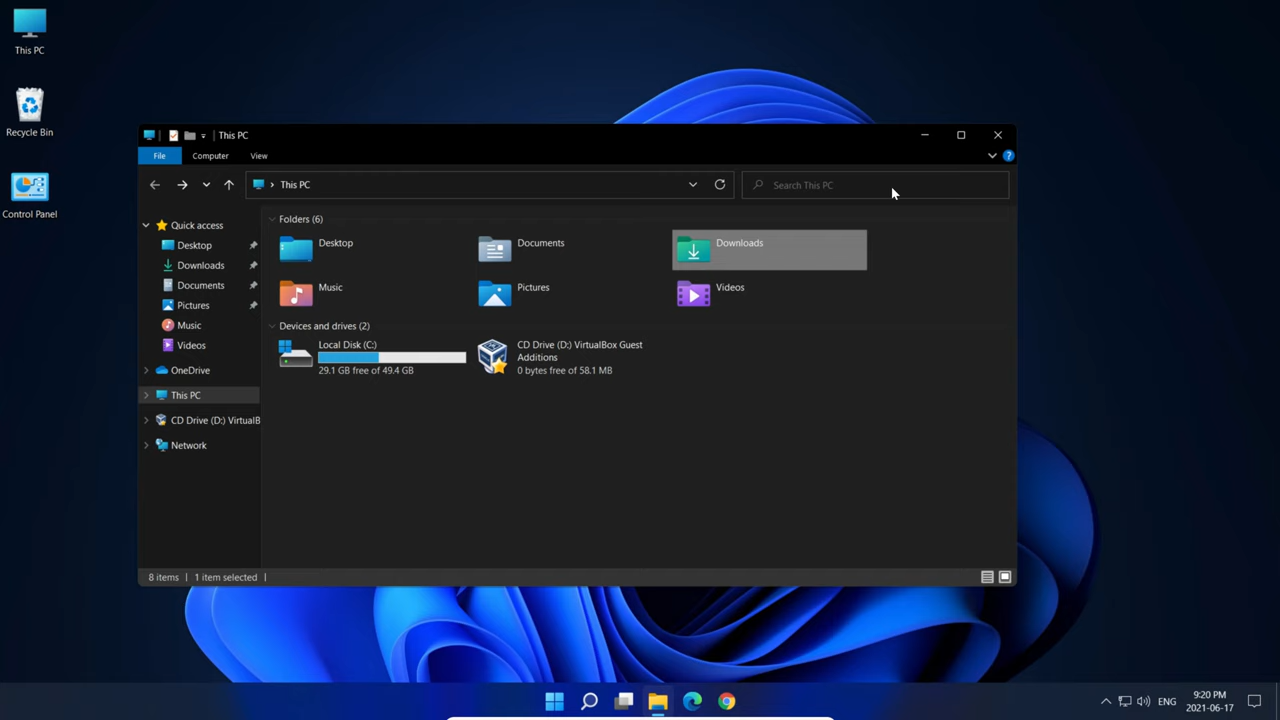 This PC
Recycle Bin
Control Panel
This PC
File Computer View
This PC
Search This PC
Quick access
Desktop
Downloads
Documents
Pictures
Music
Videos
OneDrive
This PC
CD Drive (D:) VirtualB
Network
Folders (6)
Desktop
Documents
Downloads
Music
Pictures
Videos
Devices and drives (2)
Local Disk (C:)
29.1 GB free of 49.4 GB
CD Drive (D:) VirtualBox Guest
Additions
0 bytes free of 58.1 MB
8 items 1 item selected
ENG
9:20 PM
2021-06-17